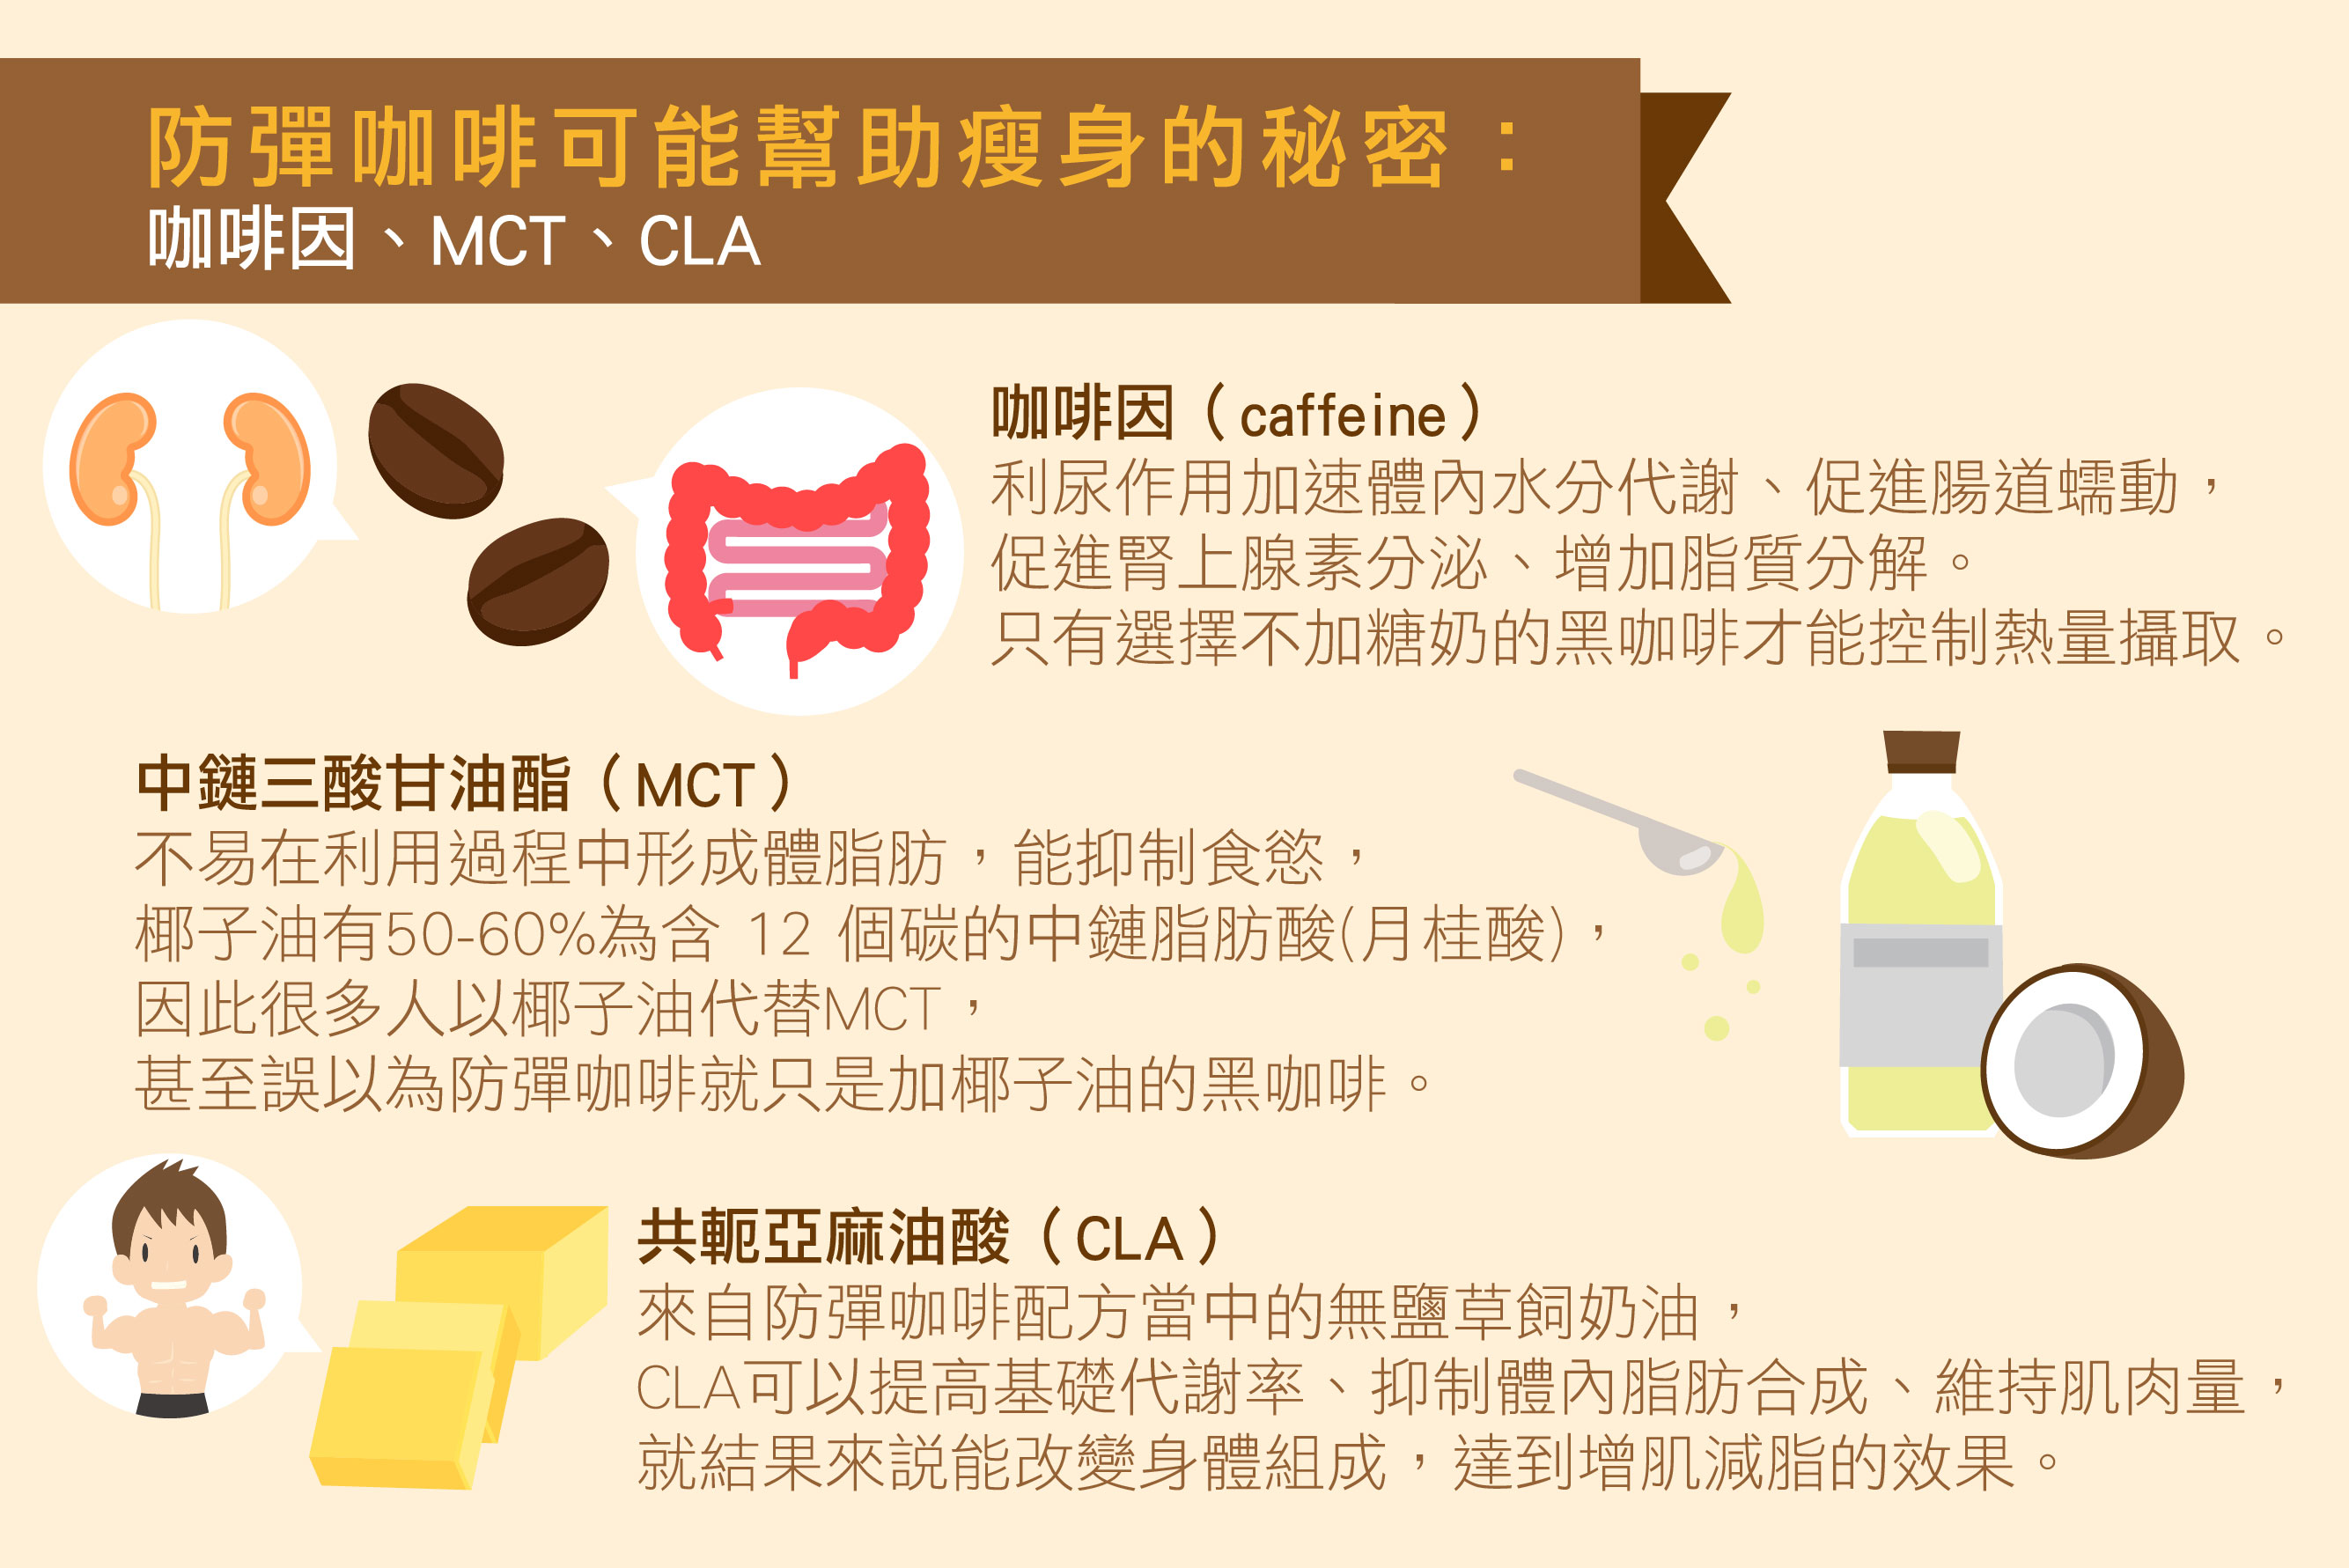 防彈咖啡可能幫助瘦身的秘密：
咖啡因、MCT、CLA
咖啡因（caffeine）
利尿作用加速體內水分代謝、促進腸道蠕動，
促進腎上腺素分泌、增加脂質分解。
只有選擇不加糖奶的黑咖啡才能控制熱量攝取。
中鏈三酸甘油酯（MCT）
不易在利用過程中形成體脂肪，能抑制食慾，
椰子油有50-60%為含 12 個碳的中鏈脂肪酸(月桂酸)，
因此很多人以椰子油代替MCT，
甚至誤以為防彈咖啡就只是加椰子油的黑咖啡。
共軛亞麻油酸（CLA）
來自防彈咖啡配方當中的無鹽草飼奶油，
CLA可以提高基礎代謝率、抑制體內脂肪合成、維持肌肉量，
就結果來説能改變身體組成，達到增肌減脂的效果。